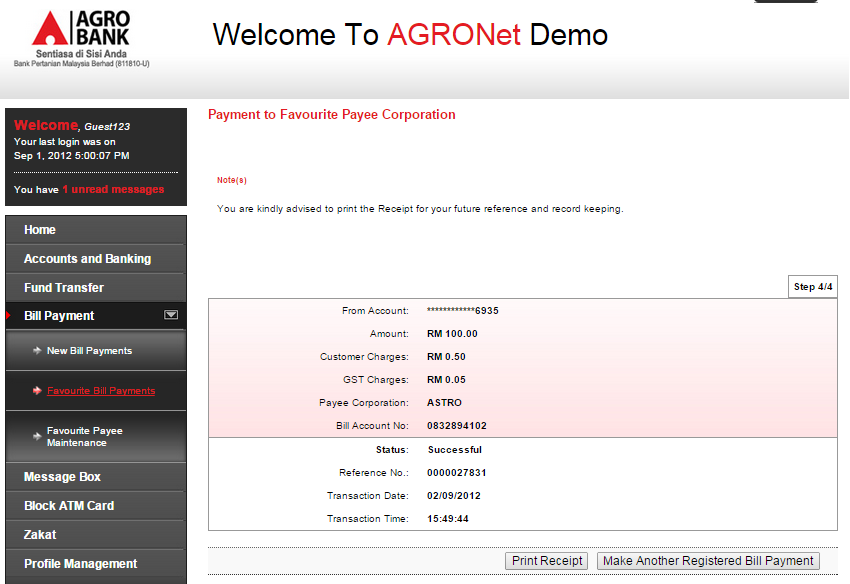 AGRO
BANK
Sentiasa di Sisi Anda
Bank Pertanian Malaysia Berhad (811810-U)
Welcome To AGRONet Demo
Welcome, Guest123
Your last login was on
Sep 1, 2012 5:00:07 PM
You have 1 unread messages
Home
Accounts and Banking
Fund Transfer
Bill Payment
New Bill Payments
Favourite Bill Payments
Favourite Payee
Maintenance
Message Box
Block ATM Card
Zakat
Profile Management
Payment to Favourite Payee Corporation
Note(s)
You are kindly advised to print the Receipt for your future reference and record keeping.
Step 4/4
From Account: ************6935
Amount: RM 100.00
Customer Charges: RM 0.50
GST Charges: RM 0.05
Payee Corporation: ASTRO
Bill Account No: 0832894102
Status: Successful
Reference No.: 0000027831
Transaction Date: 02/09/2012
Transaction Time: 15:49:44
Print Receipt Make Another Registered Bill Payment